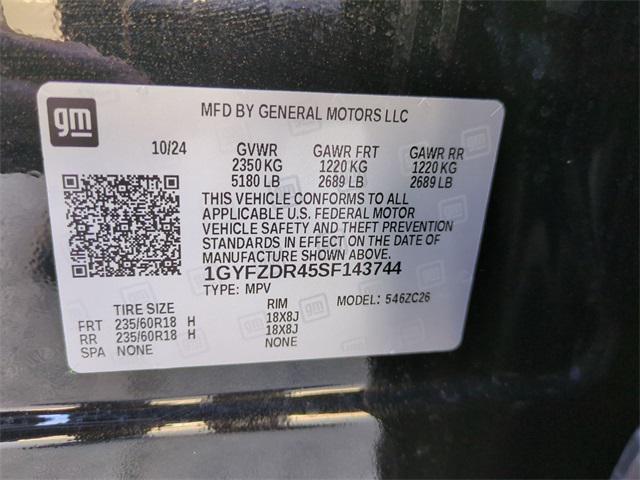 gm
MFD BY GENERAL MOTORS LLC
10/24 GVWR GAWR FRT GAWR RR
2350 KG 1220 KG 1220 KG
5180 LB 2689 LB 2689 LB
THIS VEHICLE CONFORMS TO ALL
APPLICABLE U.S. FEDERAL MOTOR
VEHICLE SAFETY AND THEFT PREVENTION
STANDARDS IN EFFECT ON THE DATE OF
MANUFACTURE SHOWN ABOVE.
1GYFZDR45SF143744
TYPE: MPV MODEL: 546ZC26
TIRE SIZE RIM
FRT 235/60R18 H 18X8J
RR 235/60R18 H 18X8J
SPA NONE NONE